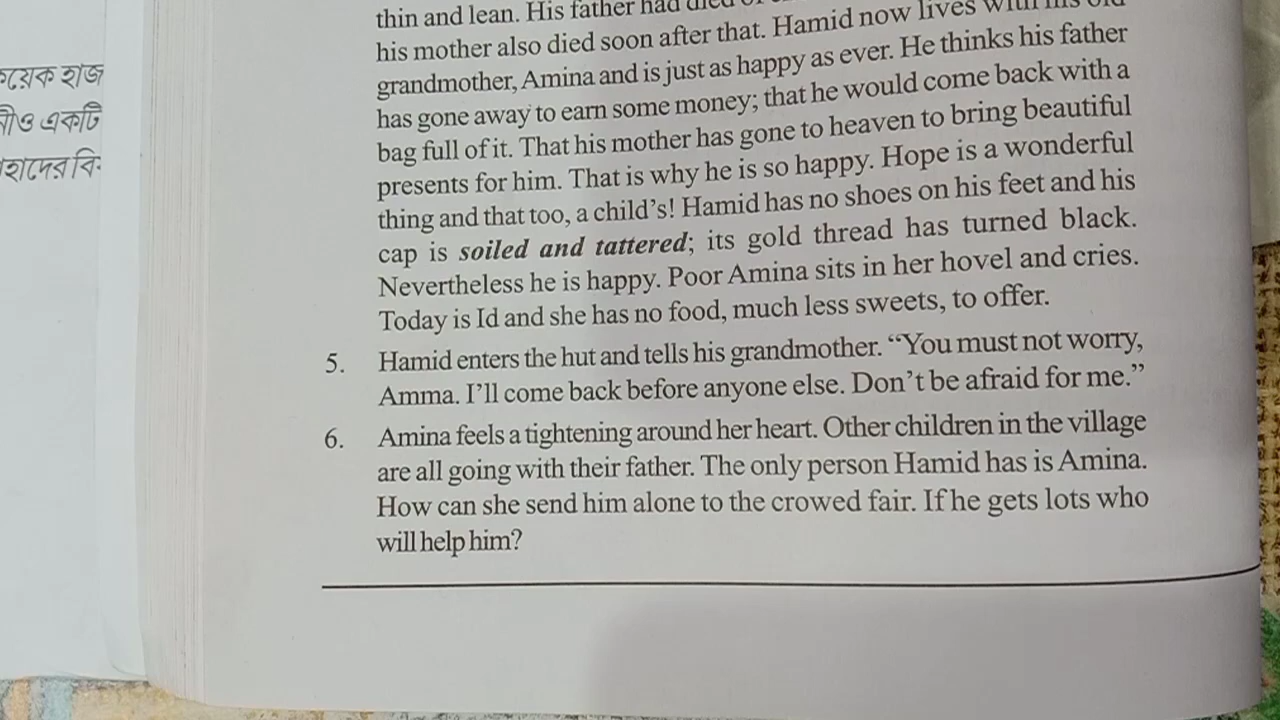 কয়েক হাজ
ীও একটি
হাদের বি
thin and lean. His father had died of
his mother also died soon after that. Hamid now lives with his old
grandmother, Amina and is just as happy as ever. He thinks his father
has gone away to earn some money; that he would come back with a
bag full of it. That his mother has gone to heaven to bring beautiful
presents for him. That is why he is so happy. Hope is a wonderful
thing and that too, a child's! Hamid has no shoes on his feet and his
cap is soiled and tattered; its gold thread has turned black.
Nevertheless he is happy. Poor Amina sits in her hovel and cries.
Today is Id and she has no food, much less sweets, to offer.
5. Hamid enters the hut and tells his grandmother. “You must not worry,
Amma. I'll come back before anyone else. Don't be afraid for me.”
6. Amina feels a tightening around her heart. Other children in the village
are all going with their father. The only person Hamid has is Amina.
How can she send him alone to the crowed fair. If he gets lots who
will help him?